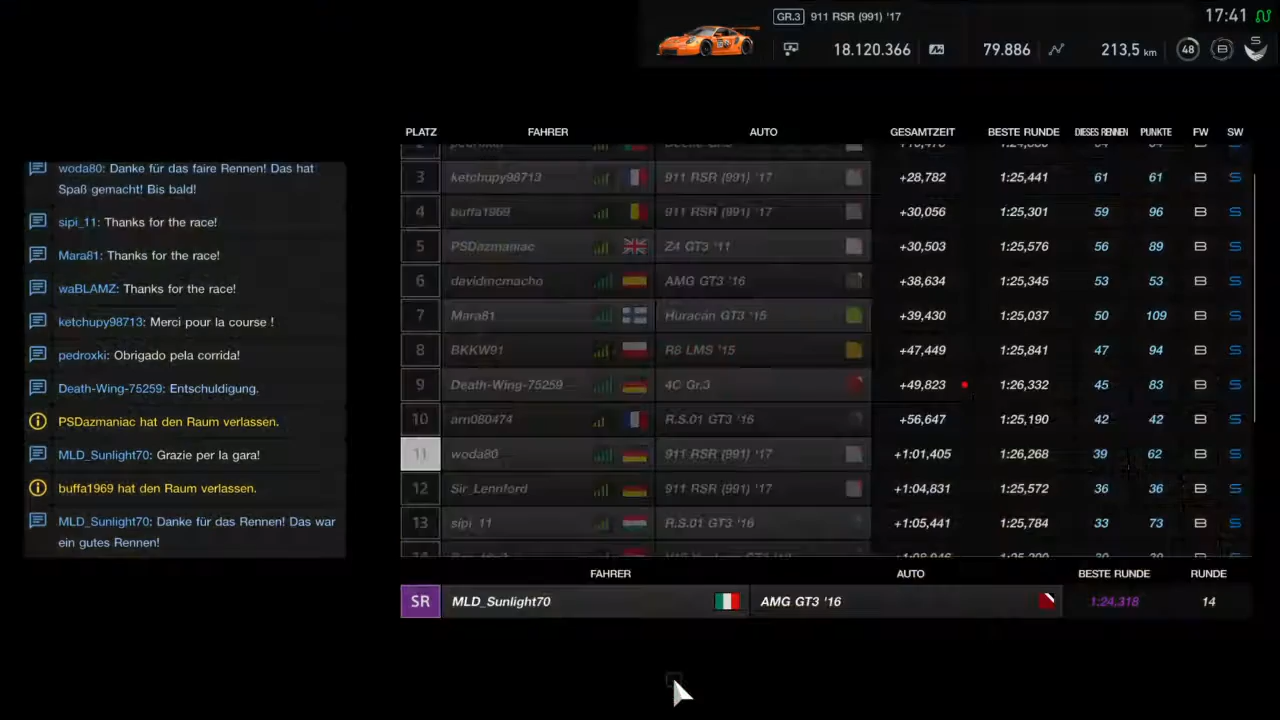 GR.3 911 RSR (991) '17 17:41
18.120.366 79.886 213,5 km 48 B S
PLATZ FAHRER AUTO GESAMTZEIT BESTE RUNDE DIESES RENNEN PUNKTE FW SW
3 ketchupy98713 911 RSR (991) '17 +28,782 1:25,441 61 61 B S
4 buffa1969 911 RSR (991) '17 +30,056 1:25,301 59 96 B S
5 PSDazmaniac Z4 GT3 '11 +30,503 1:25,576 56 89 B S
6 davidmcmacho AMG GT3 '16 +38,634 1:25,345 53 53 B S
7 Mara81 Huracán GT3 '15 +39,430 1:25,037 50 109 B S
8 BKKW91 R8 LMS '15 +47,449 1:25,841 47 94 B S
9 Death-Wing-75259 4C Gr.3 +49,823 1:26,332 45 83 B S
10 arn080474 R.S.01 GT3 '16 +56,647 1:25,190 42 42 B S
11 woda80 911 RSR (991) '17 +1:01,405 1:26,268 39 62 B S
12 Sir_Lennford 911 RSR (991) '17 +1:04,831 1:25,572 36 36 B S
13 sipi_11 R.S.01 GT3 '16 +1:05,441 1:25,784 33 73 B S
FAHRER AUTO BESTE RUNDE RUNDE
SR MLD_Sunlight70 AMG GT3 '16 1:24,318 14
woda80: Danke für das faire Rennen! Das hat
Spaß gemacht! Bis bald!
sipi_11: Thanks for the race!
Mara81: Thanks for the race!
waBLAMZ: Thanks for the race!
ketchupy98713: Merci pour la course !
pedroxki: Obrigado pela corrida!
Death-Wing-75259: Entschuldigung.
PSDazmaniac hat den Raum verlassen.
MLD_Sunlight70: Grazie per la gara!
buffa1969 hat den Raum verlassen.
MLD_Sunlight70: Danke für das Rennen! Das war
ein gutes Rennen!